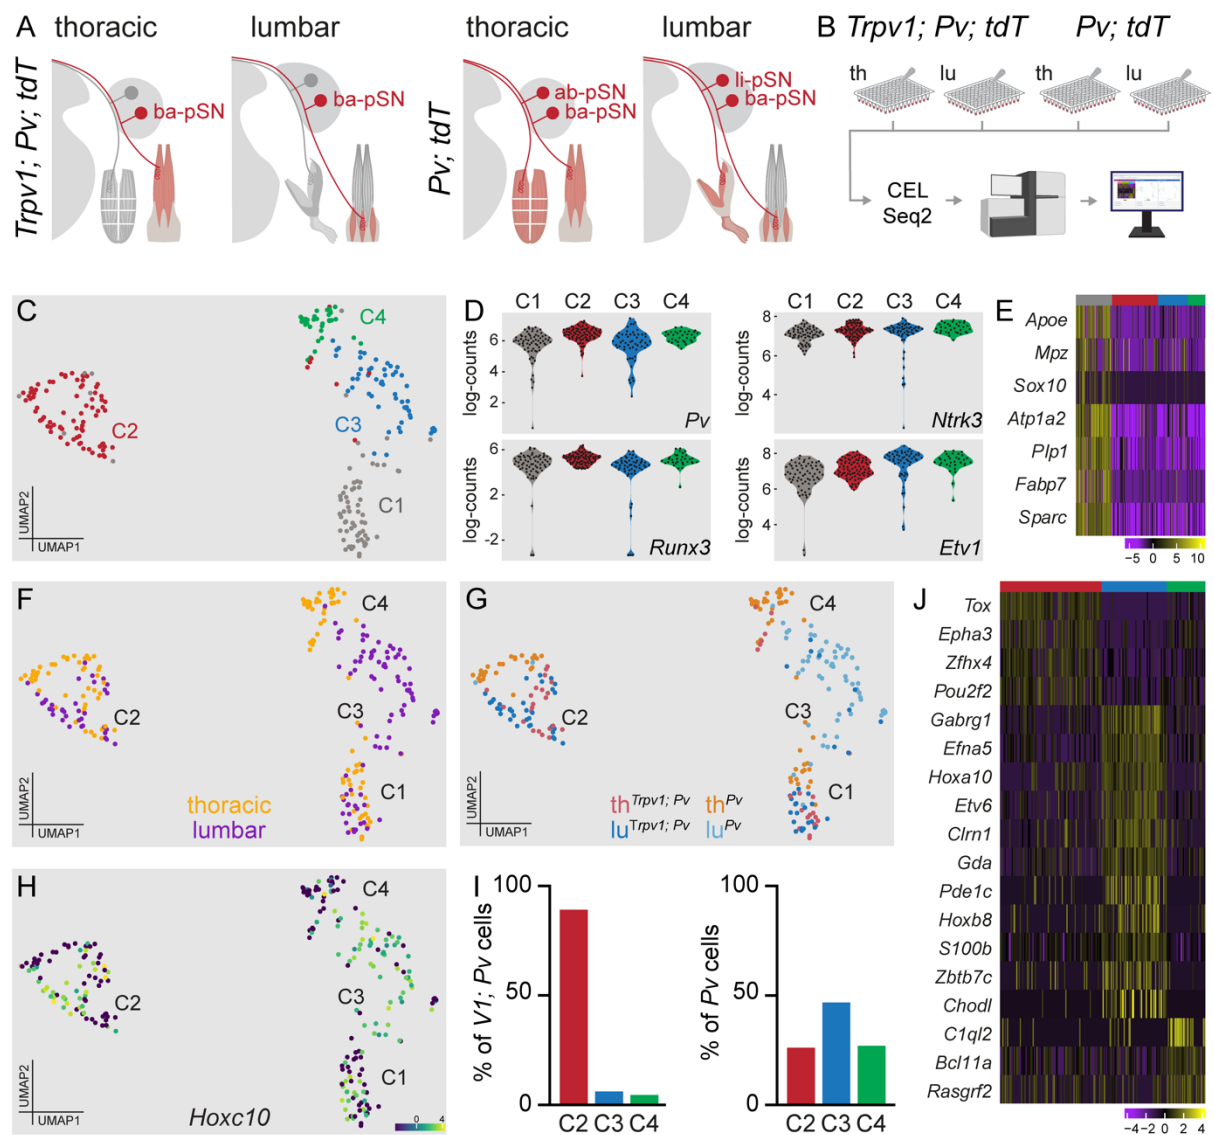 A
thoracic
lumbar
thoracic
lumbar
Trpv1; Pv; tdT
ba-pSN
ba-pSN
Pv; tdT
ab-pSN
ba-pSN
li-pSN
ba-pSN
B
Trpv1; Pv; tdT
Pv; tdT
th
lu
th
lu
CEL
Seq2
C
C4
C2
C3
C1
UMAP2
UMAP1
D
C1 C2 C3 C4
log-counts
6
4
2
Pv
C1 C2 C3 C4
log-counts
8
6
4
Ntrk3
log-counts
6
2
-2
Runx3
log-counts
8
6
4
Etv1
E
Apoe
Mpz
Sox10
Atp1a2
Plp1
Fabp7
Sparc
−5 0 5 10
F
C4
C2
C3
C1
thoracic
lumbar
UMAP2
UMAP1
G
C4
C2
C3
C1
thTrpv1; Pv
thPv
luTrpv1; Pv
luPv
UMAP2
UMAP1
H
C4
C2
C3
C1
Hoxc10
0 4
UMAP2
UMAP1
I
% of V1; Pv cells
100
50
0
C2 C3 C4
% of Pv cells
100
50
0
C2 C3 C4
J
Tox
Epha3
Zfhx4
Pou2f2
Gabrg1
Efna5
Hoxa10
Etv6
Clrn1
Gda
Pde1c
Hoxb8
S100b
Zbtb7c
Chodl
C1ql2
Bcl11a
Rasgrf2
−4 −2 0 2 4